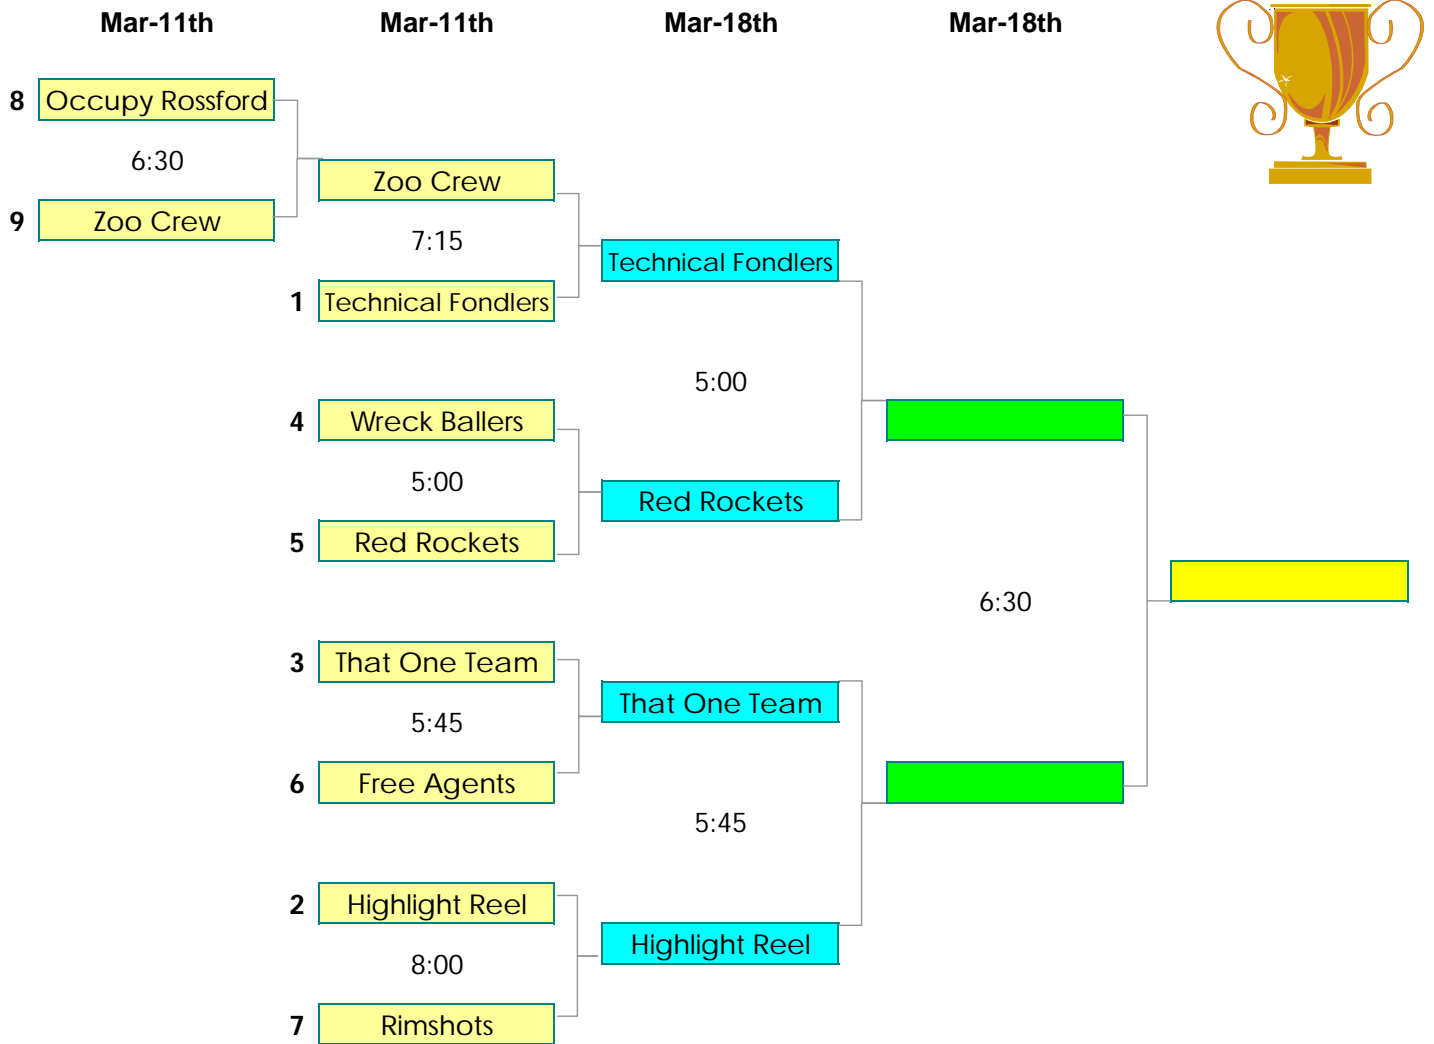 Mar-11th Mar-11th Mar-18th Mar-18th
8 Occupy Rossford
6:30
Zoo Crew
9 Zoo Crew
7:15
Technical Fondlers
1 Technical Fondlers
5:00
4 Wreck Ballers
5:00
Red Rockets
5 Red Rockets
6:30
3 That One Team
That One Team
5:45
6 Free Agents
5:45
2 Highlight Reel
Highlight Reel
8:00
7 Rimshots